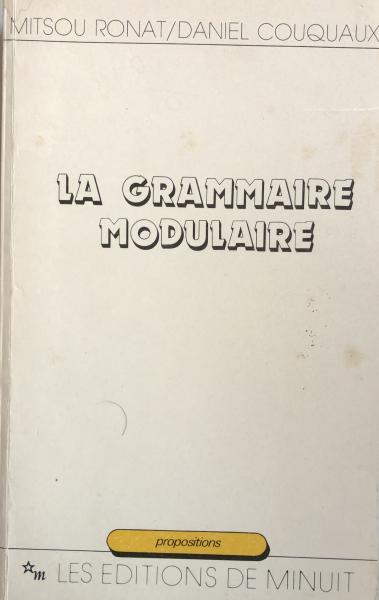 MITSOU RONAT/DANIEL COUQUAUX
LA GRAMMAIRE
MODULAIRE
propositions
m LES EDITIONS DE MINUIT